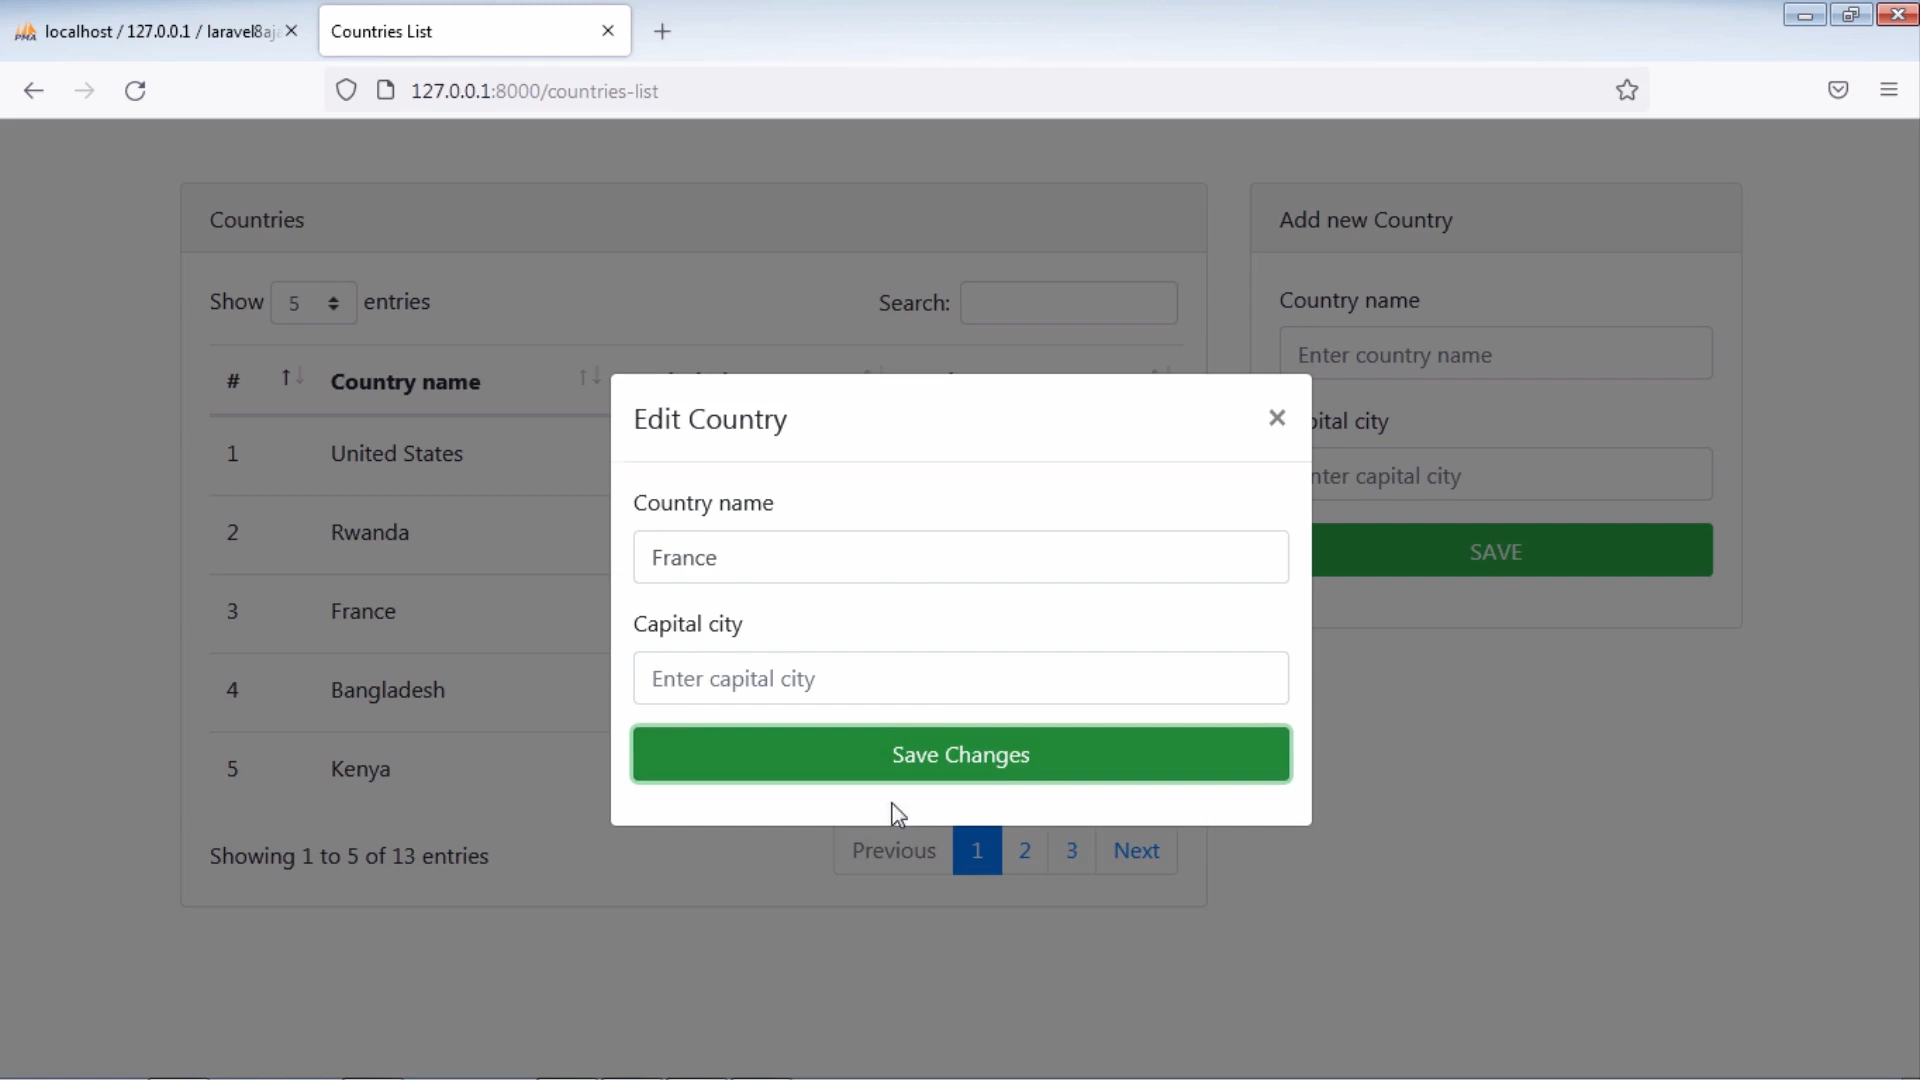 localhost / 127.0.0.1 / laravel8aj
Countries List
127.0.0.1:8000/countries-list
Countries
Add new Country
Show 5 entries
Search:
Country name
Enter country name
# Country name
Edit Country
pital city
nter capital city
1 United States
Country name
2 Rwanda
France
SAVE
3 France
Capital city
Enter capital city
4 Bangladesh
Save Changes
5 Kenya
Showing 1 to 5 of 13 entries
Previous 1 2 3 Next